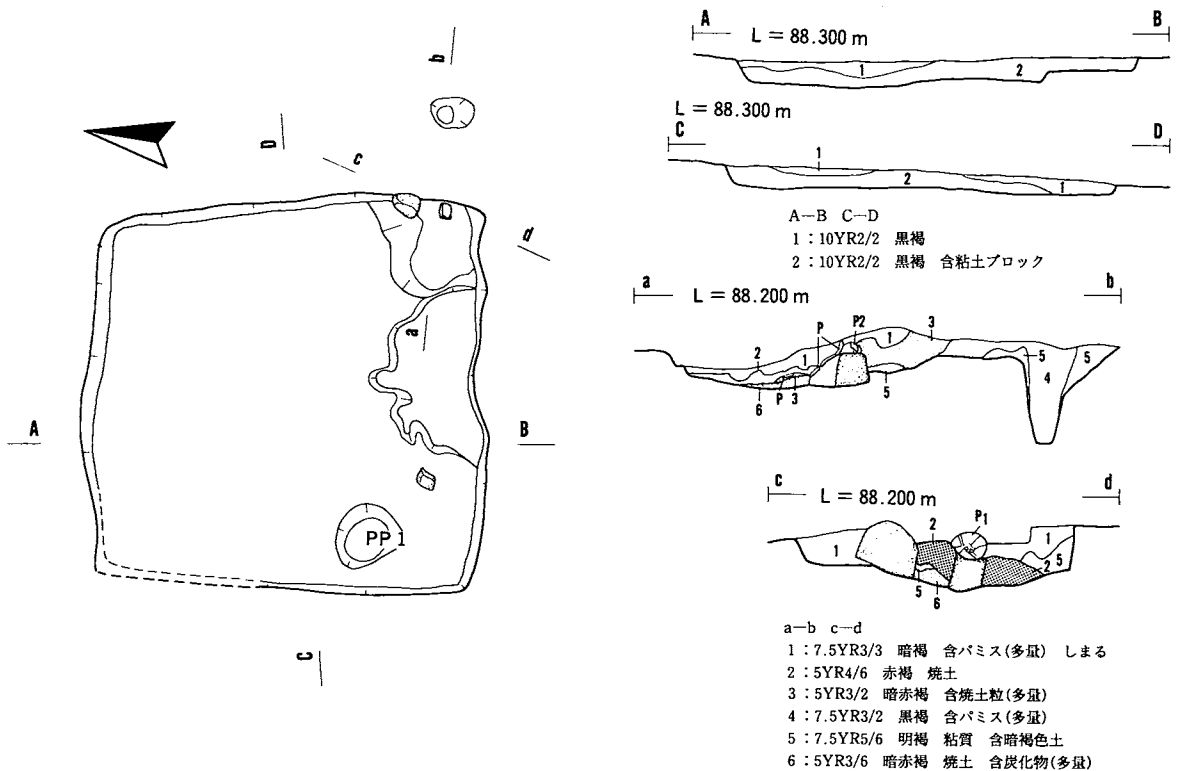 b
D
c
d
a
A
B
PP 1
C
A B
L = 88.300 m
1 2
L = 88.300 m
C D
1
2 1
A—B C—D
1：10YR2/2 黒褐
2：10YR2/2 黒褐 含粘土ブロック
a b
L = 88.200 m
P P2 3
2 1 1
5 5
4
6 P 3 5
c d
L = 88.200 m
P1
2
1 1
2 5
5 6
a—b c—d
1：7.5YR3/3 暗褐 含パミス(多量) しまる
2：5YR4/6 赤褐 焼土
3：5YR3/2 暗赤褐 含焼土粒(多量)
4：7.5YR3/2 黒褐 含パミス(多量)
5：7.5YR5/6 明褐 粘質 含暗褐色土
6：5YR3/6 暗赤褐 焼土 含炭化物(多量)